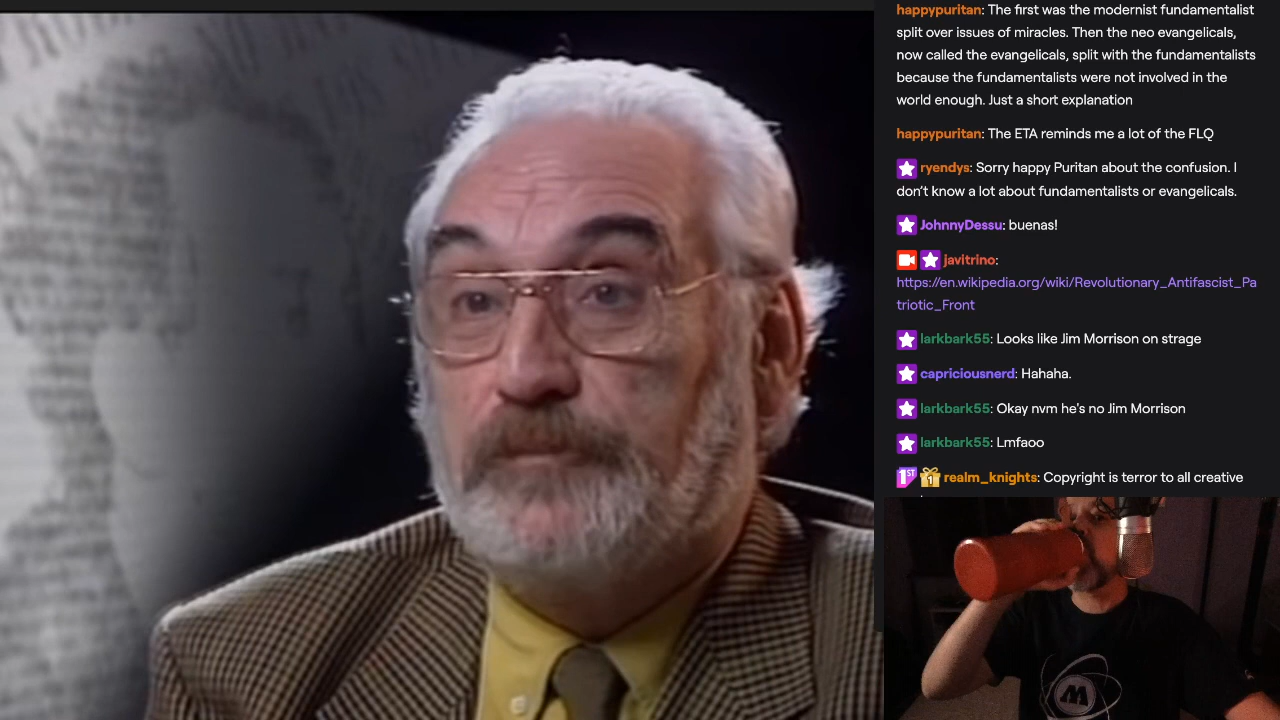 happypuritan: The first was the modernist fundamentalist
split over issues of miracles. Then the neo evangelicals,
now called the evangelicals, split with the fundamentalists
because the fundamentalists were not involved in the
world enough. Just a short explanation
happypuritan: The ETA reminds me a lot of the FLQ
ryendys: Sorry happy Puritan about the confusion. I
don't know a lot about fundamentalists or evangelicals.
JohnnyDessu: buenas!
javitrino:
https://en.wikipedia.org/wiki/Revolutionary_Antifascist_Pa
triotic_Front
larkbark55: Looks like Jim Morrison on strage
capriciousnerd: Hahaha.
larkbark55: Okay nvm he's no Jim Morrison
larkbark55: Lmfaoo
1ST 1 realm_knights: Copyright is terror to all creative
M